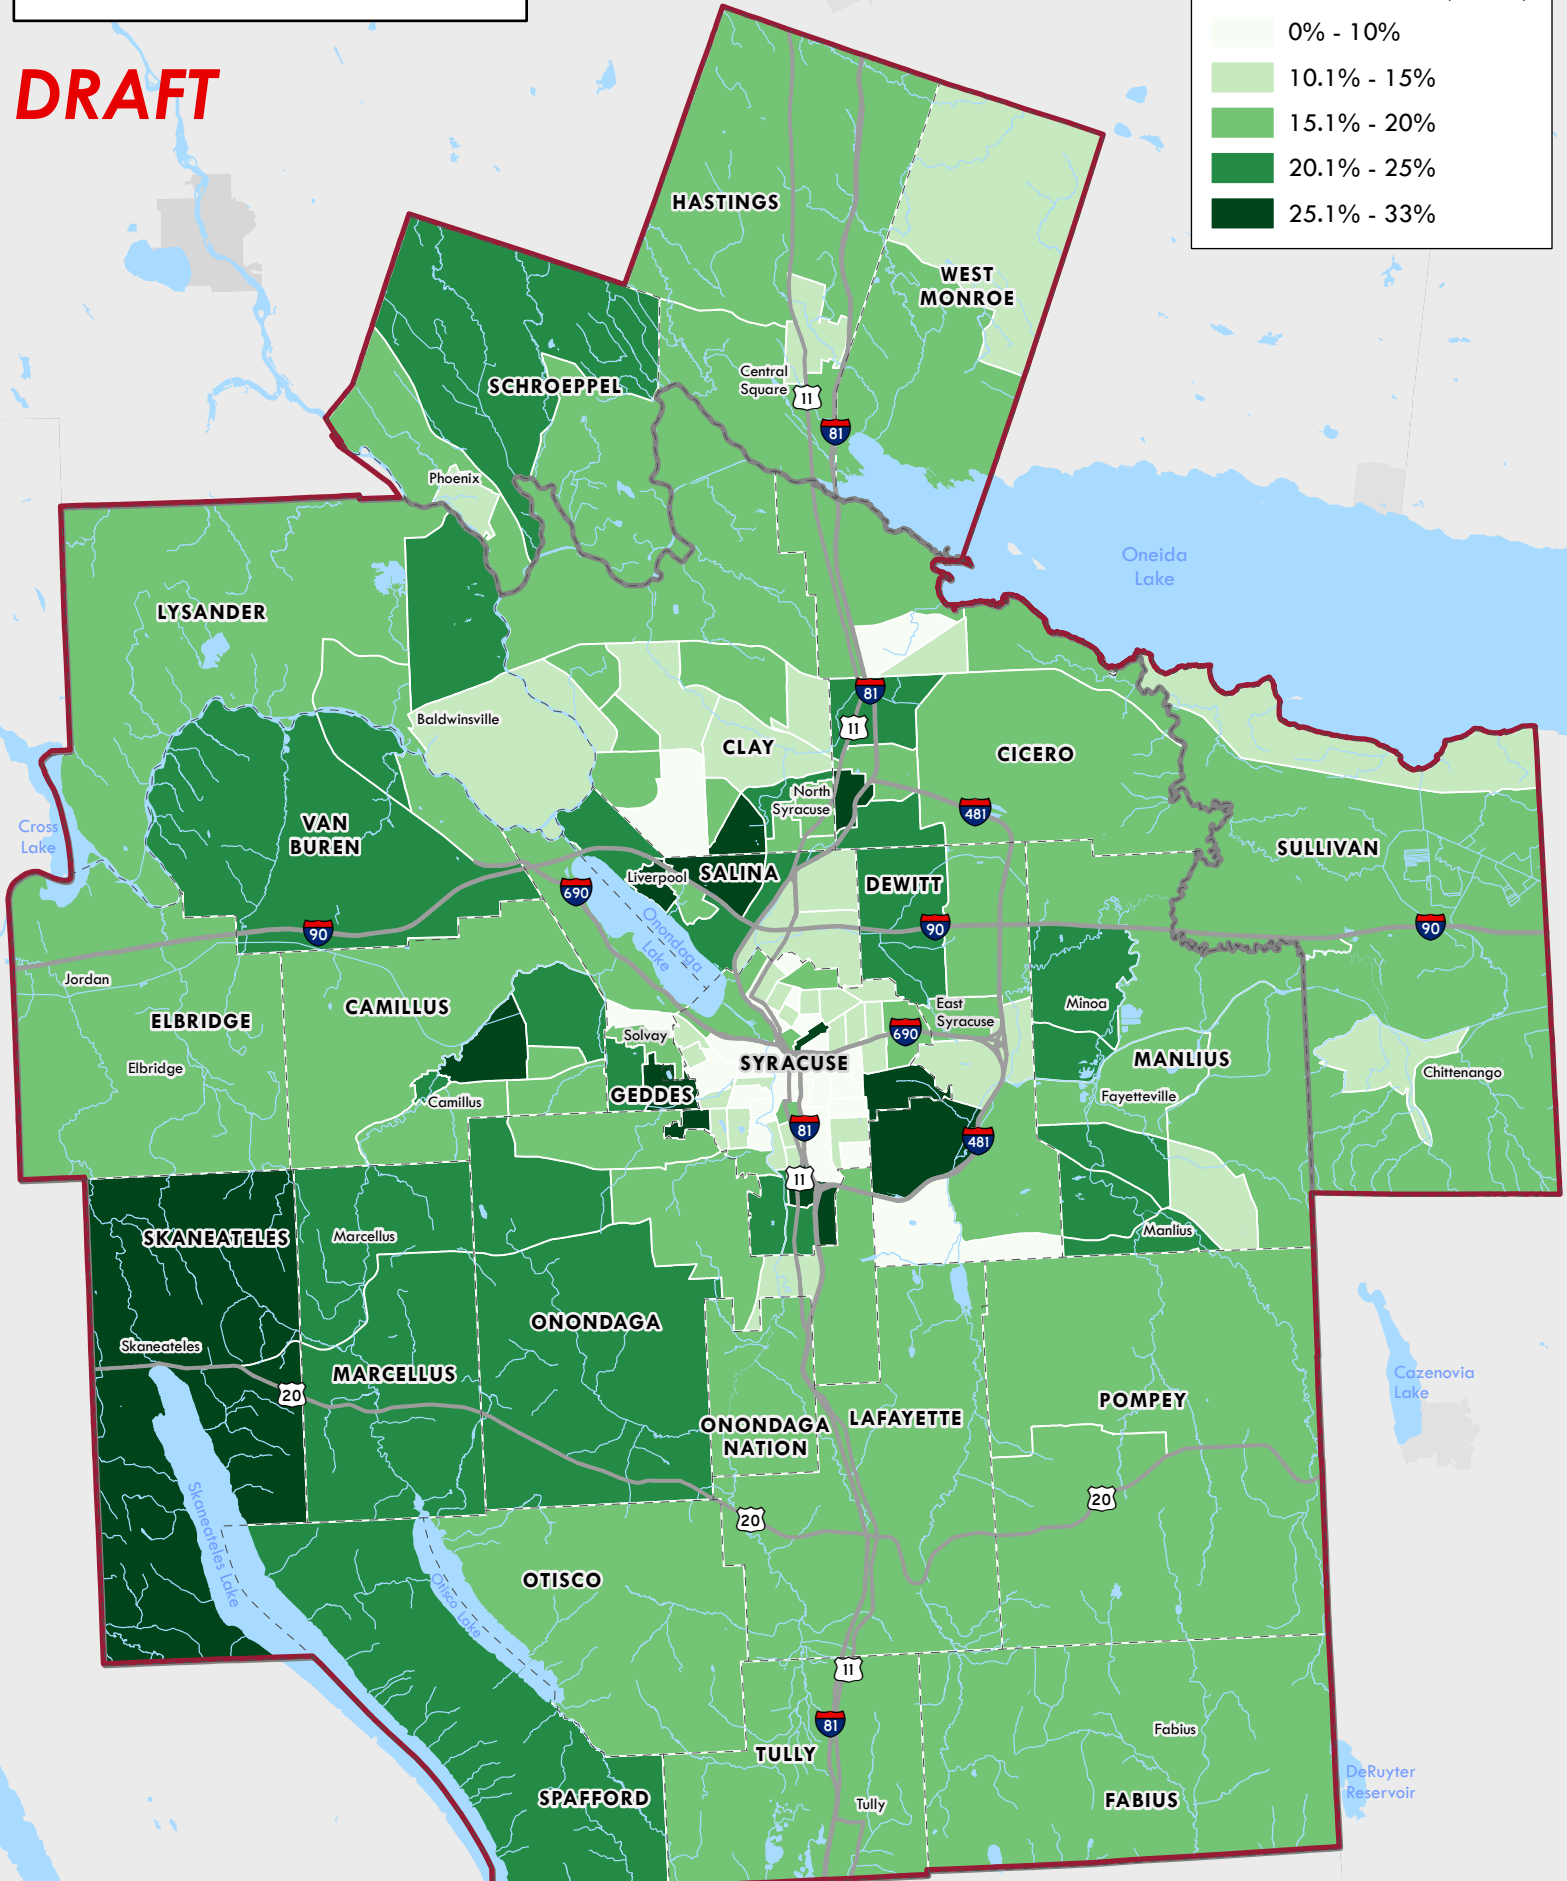 DRAFT
0% - 10%
10.1% - 15%
15.1% - 20%
20.1% - 25%
25.1% - 33%
HASTINGS
WEST
MONROE
SCHROEPPEL
Central
Square
11
81
Phoenix
Oneida
Lake
LYSANDER
81
11
Baldwinsville
CLAY
CICERO
North
Syracuse
481
Cross
Lake
VAN
BUREN
SULLIVAN
Liverpool
SALINA
DEWITT
690
90
90
90
Onondaga
Lake
Jordan
CAMILLUS
ELBRIDGE
Minoa
East
Syracuse
Solvay
690
SYRACUSE
MANLIUS
Elbridge
Chittenango
GEDDES
Camillus
Fayetteville
81
481
11
SKANEATELES
Marcellus
Manlius
ONONDAGA
Skaneateles
MARCELLUS
20
Cazenovia
Lake
POMPEY
LAFAYETTE
ONONDAGA
NATION
20
20
Skaneateles Lake
OTISCO
Otisco Lake
11
81
Fabius
TULLY
DeRuyter
Reservoir
SPAFFORD
Tully
FABIUS